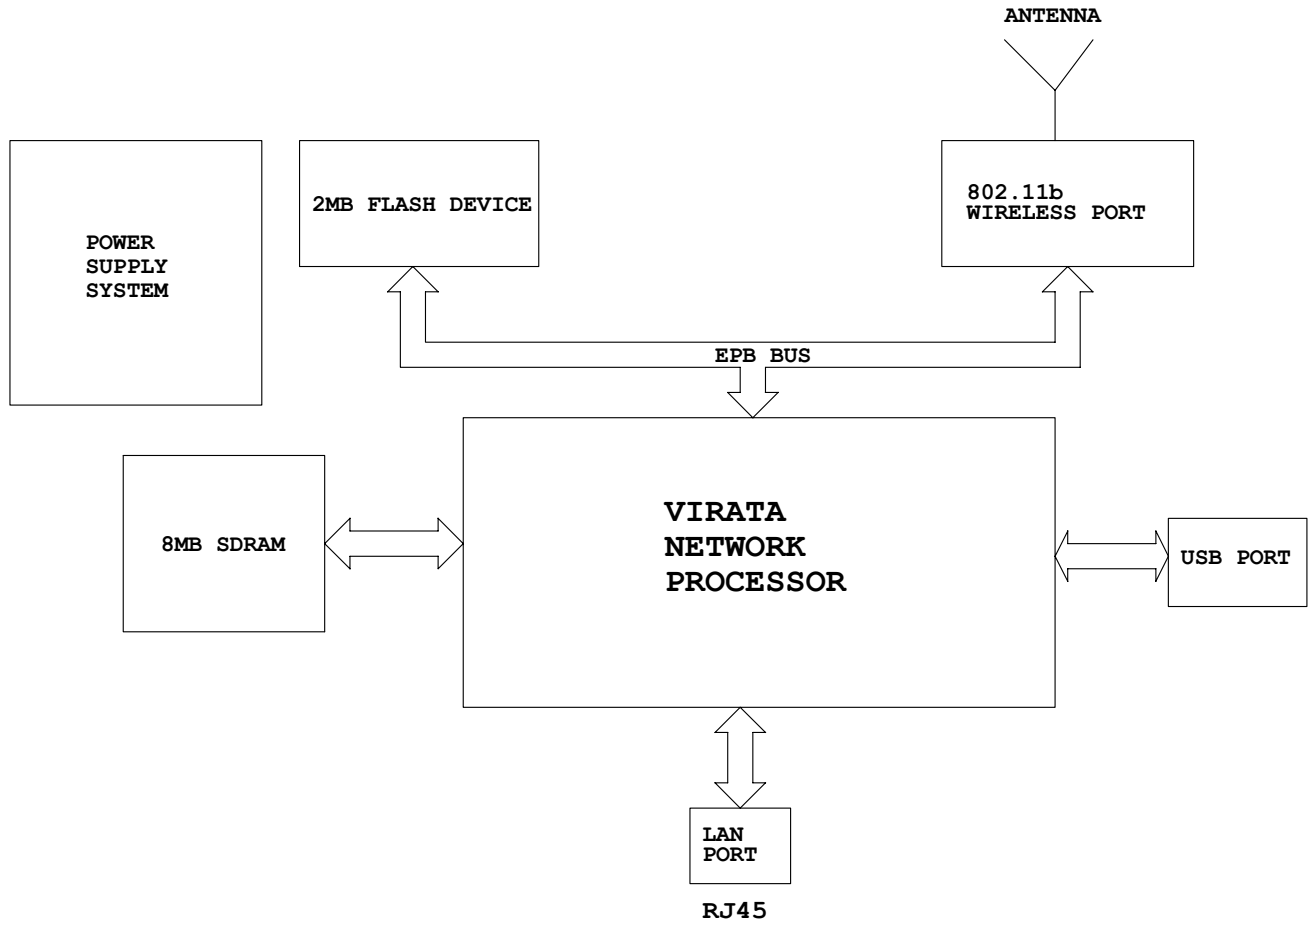 ANTENNA
2MB FLASH DEVICE
802.11b
WIRELESS PORT
POWER
SUPPLY
SYSTEM
EPB BUS
VIRATA
NETWORK
PROCESSOR
8MB SDRAM
USB PORT
LAN
PORT
RJ45